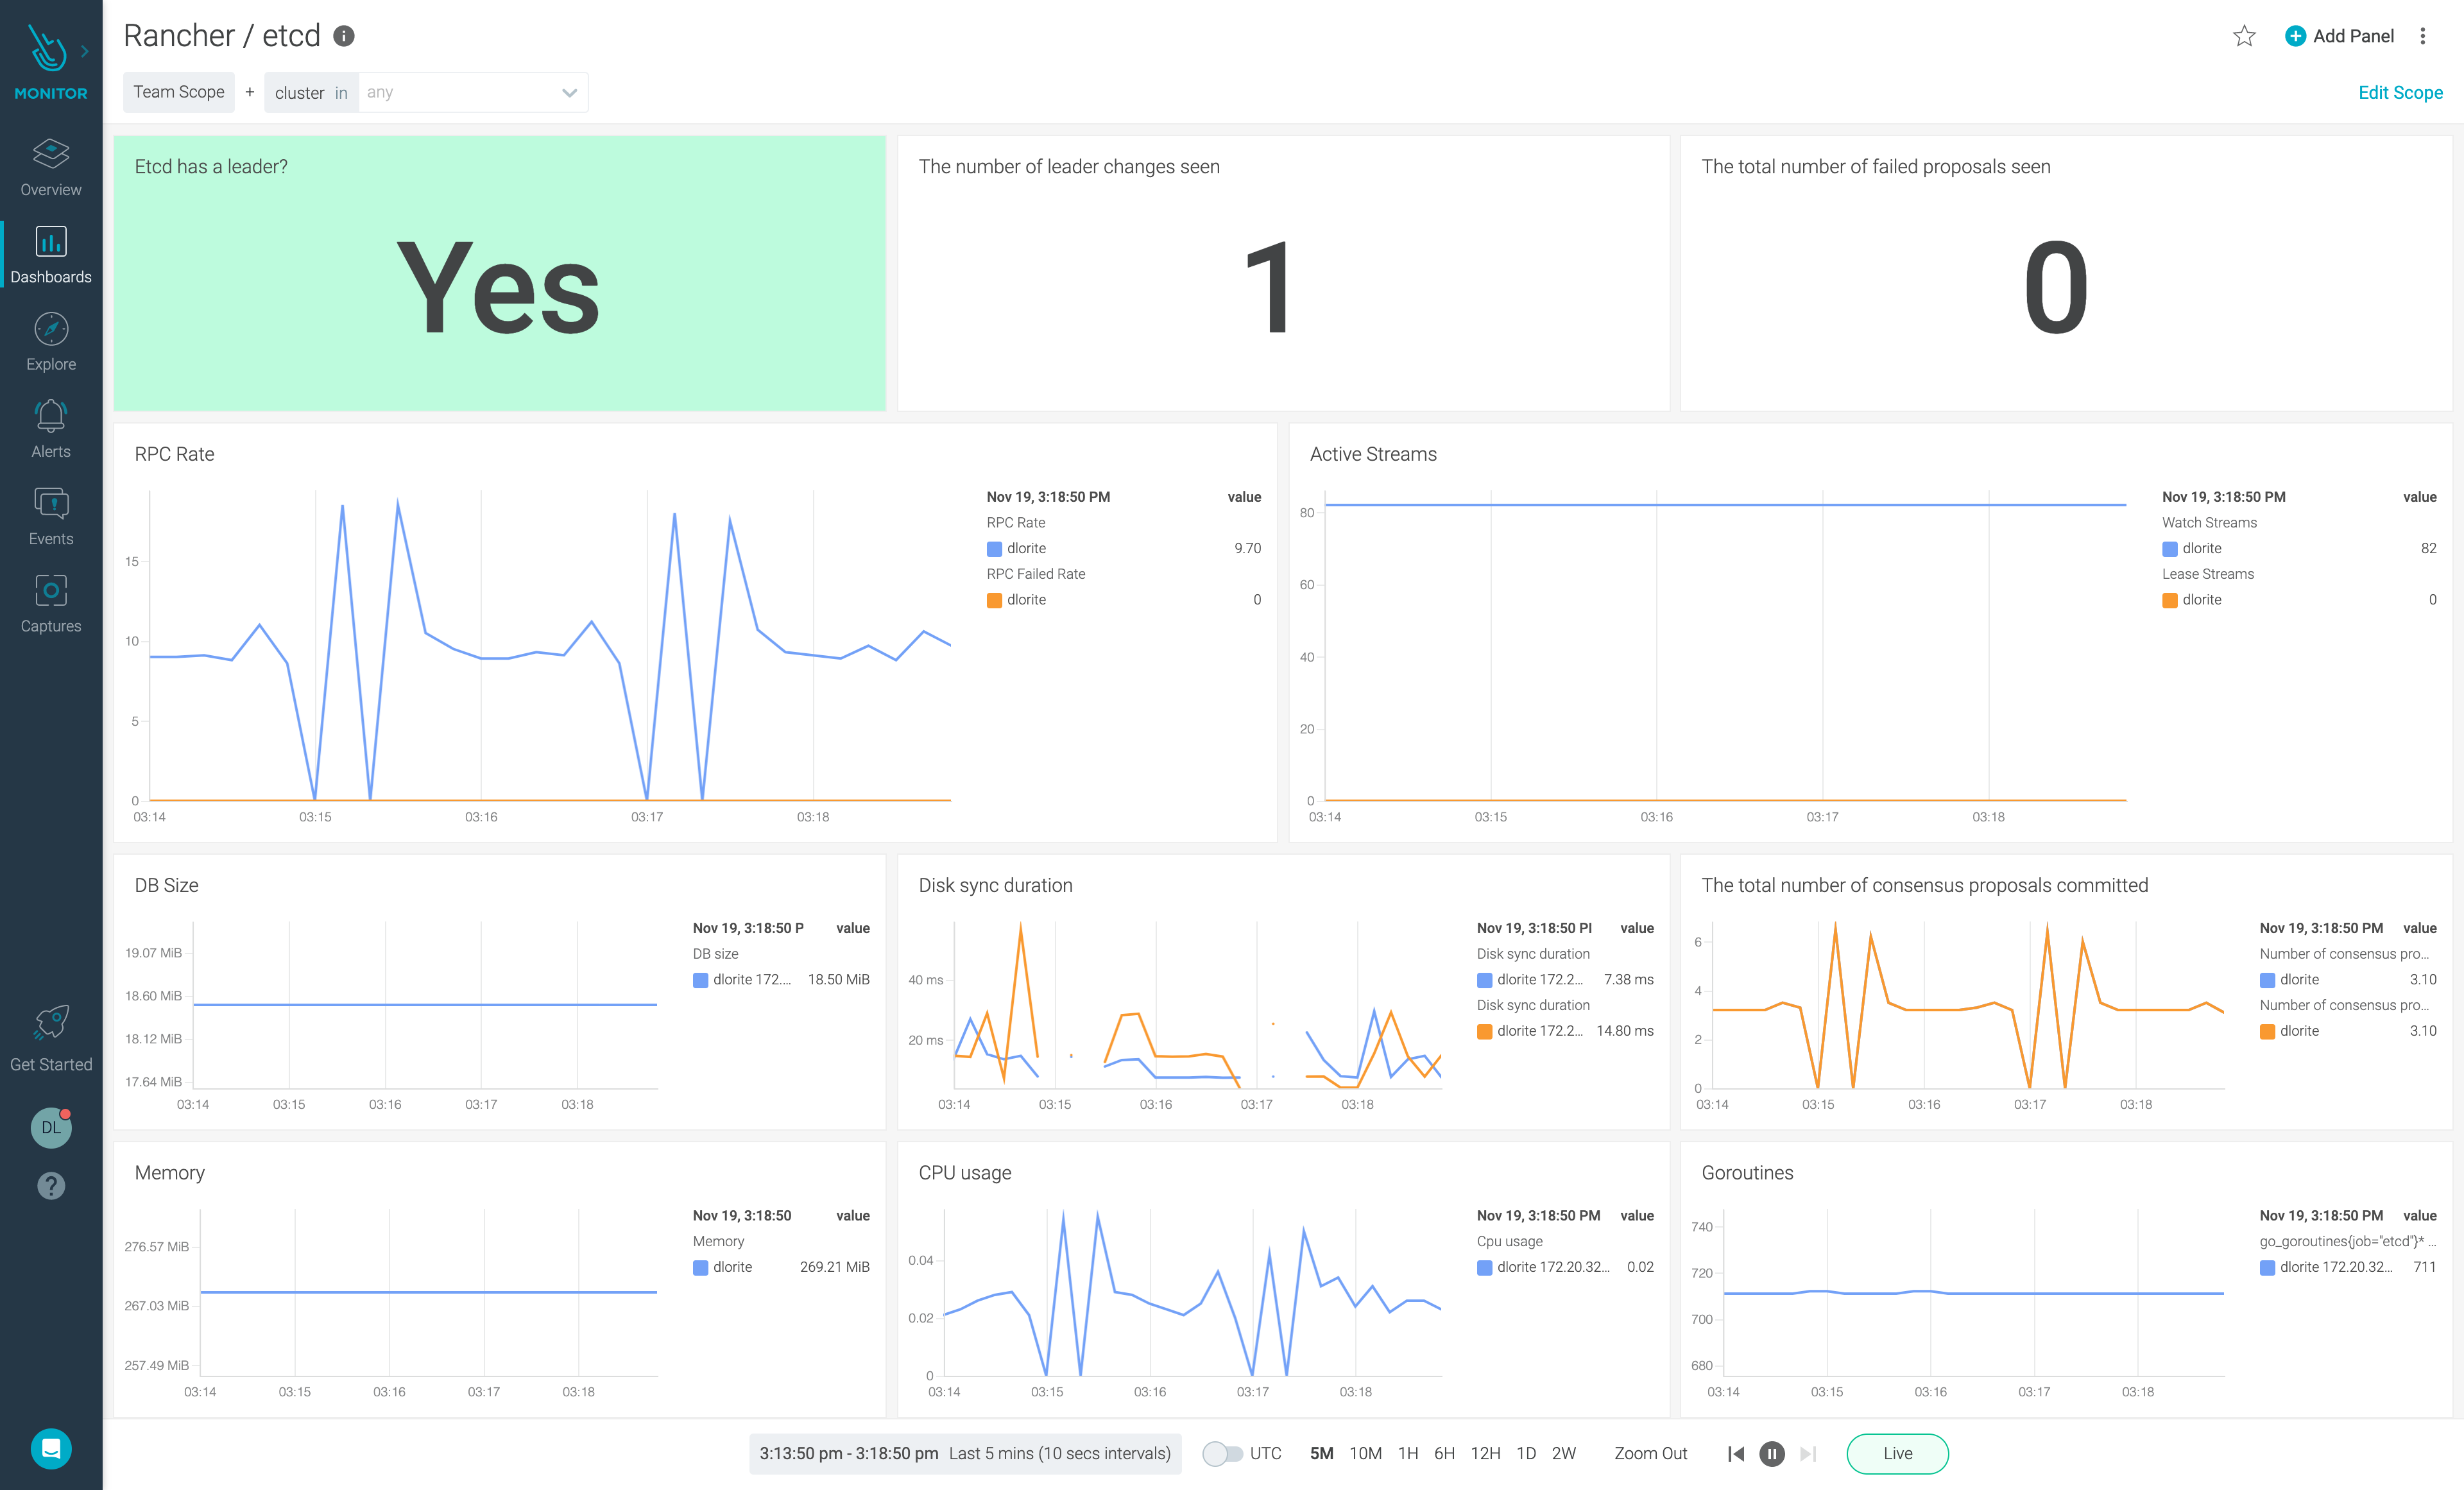 MONITOR
Overview
Dashboards
Explore
Alerts
Events
Captures
Get Started
DL
?
Rancher / etcd i
Add Panel
Team Scope + cluster in any
Edit Scope
Etcd has a leader?
Yes
The number of leader changes seen
1
The total number of failed proposals seen
0
RPC Rate
15
10
5
0
03:14 03:15 03:16 03:17 03:18
Nov 19, 3:18:50 PM value
RPC Rate
dlorite 9.70
RPC Failed Rate
dlorite 0
Active Streams
80
60
40
20
0
03:14 03:15 03:16 03:17 03:18
Nov 19, 3:18:50 PM value
Watch Streams
dlorite 82
Lease Streams
dlorite 0
DB Size
19.07 MiB
18.60 MiB
18.12 MiB
17.64 MiB
03:14 03:15 03:16 03:17 03:18
Nov 19, 3:18:50 P value
DB size
dlorite 172.... 18.50 MiB
Disk sync duration
40 ms
20 ms
03:14 03:15 03:16 03:17 03:18
Nov 19, 3:18:50 PI value
Disk sync duration
dlorite 172.2... 7.38 ms
Disk sync duration
dlorite 172.2... 14.80 ms
The total number of consensus proposals committed
6
4
2
0
03:14 03:15 03:16 03:17 03:18
Nov 19, 3:18:50 PM value
Number of consensus pro...
dlorite 3.10
Number of consensus pro...
dlorite 3.10
Memory
276.57 MiB
267.03 MiB
257.49 MiB
03:14 03:15 03:16 03:17 03:18
Nov 19, 3:18:50 value
Memory
dlorite 269.21 MiB
CPU usage
0.04
0.02
0
03:14 03:15 03:16 03:17 03:18
Nov 19, 3:18:50 PM value
Cpu usage
dlorite 172.20.32... 0.02
Goroutines
740
720
700
680
03:14 03:15 03:16 03:17 03:18
Nov 19, 3:18:50 PM value
go_goroutines{job="etcd"}* ...
dlorite 172.20.32... 711
3:13:50 pm - 3:18:50 pm Last 5 mins (10 secs intervals) UTC 5M 10M 1H 6H 12H 1D 2W Zoom Out Live